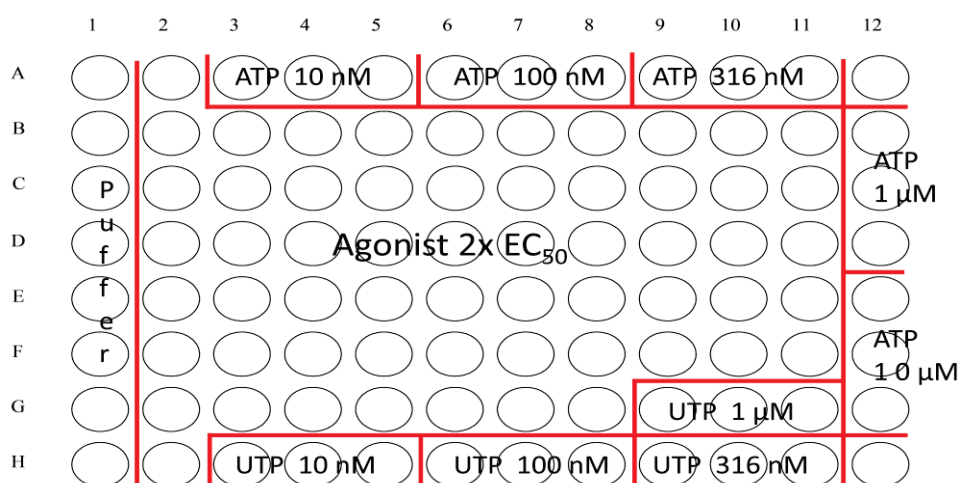 1 2 3 4 5 6 7 8 9 10 11 12
A ATP 10 nM ATP 100 nM ATP 316 nM
B
ATP
1 µM
C
Puffer
D Agonist 2x EC50
E
F
ATP
1 0 µM
G UTP 1 µM
H UTP 10 nM UTP 100 nM UTP 316 nM